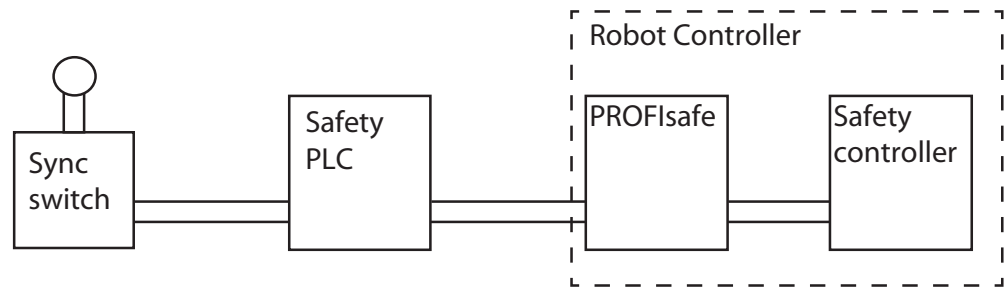 Robot Controller
Sync
switch
Safety
PLC
PROFIsafe
Safety
controller